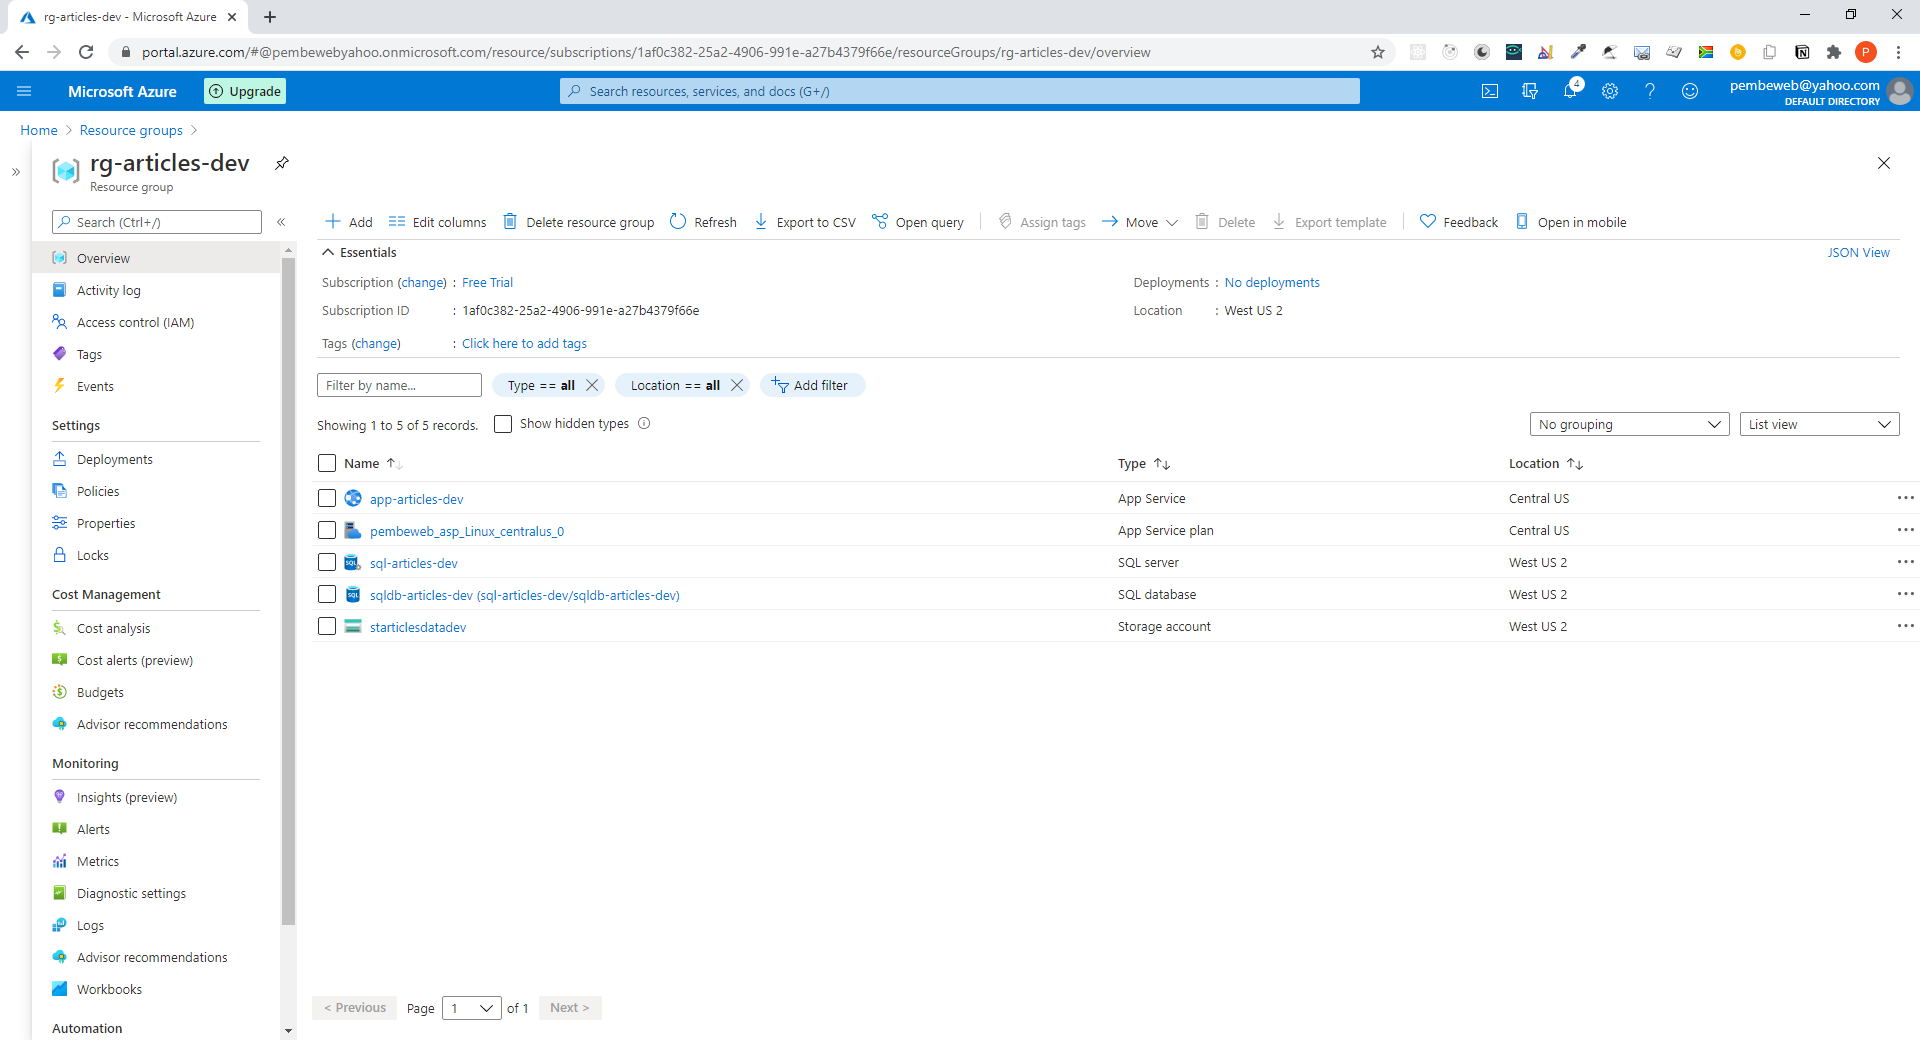 rg-articles-dev - Microsoft Azure
portal.azure.com/#@pembewebyahoo.onmicrosoft.com/resource/subscriptions/1af0c382-25a2-4906-991e-a27b4379f66e/resourceGroups/rg-articles-dev/overview
P
Microsoft Azure
Upgrade
Search resources, services, and docs (G+/)
4
pembeweb@yahoo.com
DEFAULT DIRECTORY
Home > Resource groups >
rg-articles-dev
Resource group
Search (Ctrl+/)
Overview
Activity log
Access control (IAM)
Tags
Events
Settings
Deployments
Policies
Properties
Locks
Cost Management
Cost analysis
Cost alerts (preview)
Budgets
Advisor recommendations
Monitoring
Insights (preview)
Alerts
Metrics
Diagnostic settings
Logs
Advisor recommendations
Workbooks
Automation
Add Edit columns Delete resource group Refresh Export to CSV Open query Assign tags Move Delete Export template Feedback Open in mobile
Essentials JSON View
Subscription (change) : Free Trial Deployments : No deployments
Subscription ID : 1af0c382-25a2-4906-991e-a27b4379f66e Location : West US 2
Tags (change) : Click here to add tags
Filter by name... Type == all Location == all Add filter
Showing 1 to 5 of 5 records. Show hidden types No grouping List view
Name Type Location
app-articles-dev App Service Central US
pembeweb_asp_Linux_centralus_0 App Service plan Central US
sql-articles-dev SQL server West US 2
sqldb-articles-dev (sql-articles-dev/sqldb-articles-dev) SQL database West US 2
starticlesdatadev Storage account West US 2
< Previous Page 1 of 1 Next >